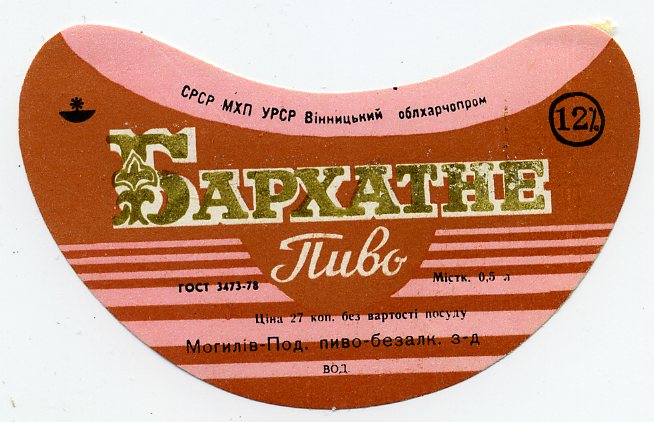 СРСР МХП УРСР Вінницький облхарчопром
12%
БАРХАТНЕ
Пиво
ГОСТ 3473-78
Містк. 0,5 л
Ціна 27 коп. без вартості посуду
Могилів-Под. пиво-безалк. з-д
ВОД.